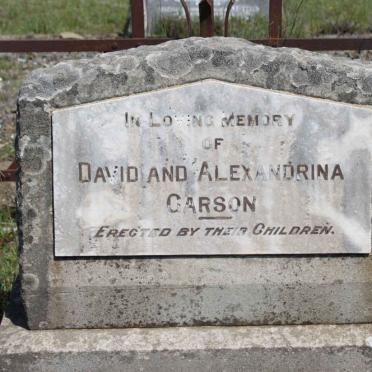 In Loving Memory
of
David and Alexandrina
Carson
Erected by their Children.